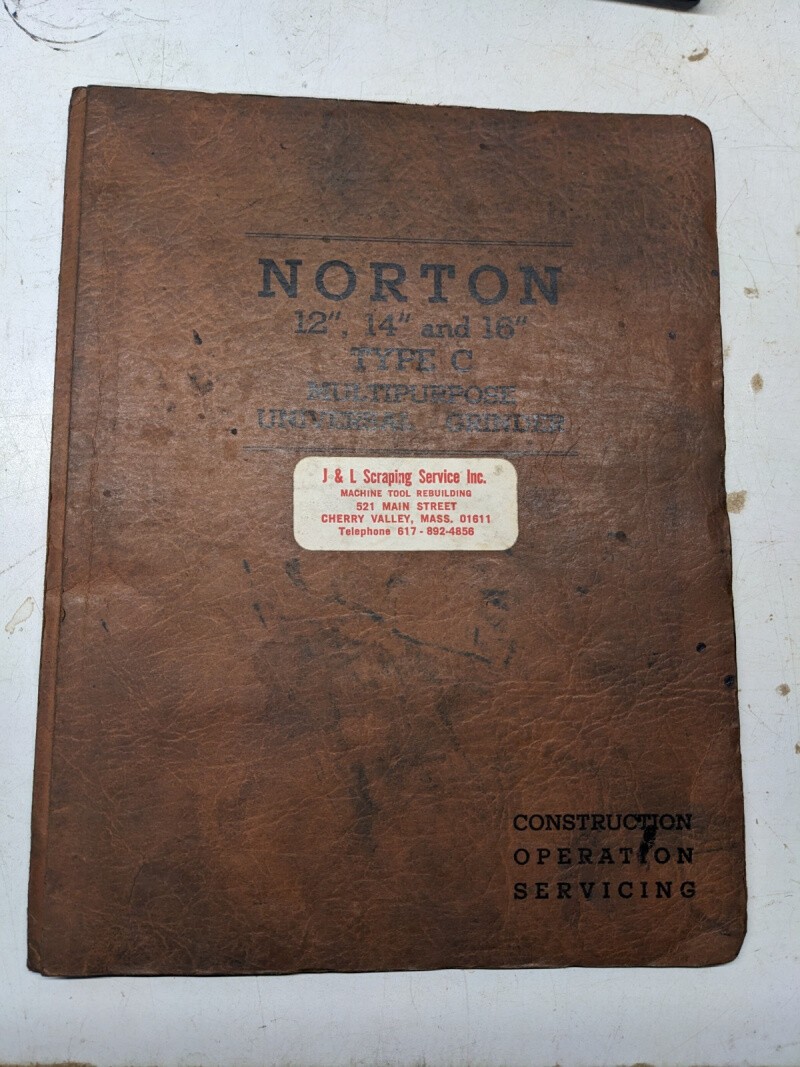 NORTON
12", 14" and 16"
TYPE C
MULTIPURPOSE
UNIVERSAL GRINDER
J & L Scraping Service Inc.
MACHINE TOOL REBUILDING
521 MAIN STREET
CHERRY VALLEY, MASS. 01611
Telephone 617 - 892-4856
CONSTRUCTION
OPERATION
SERVICING